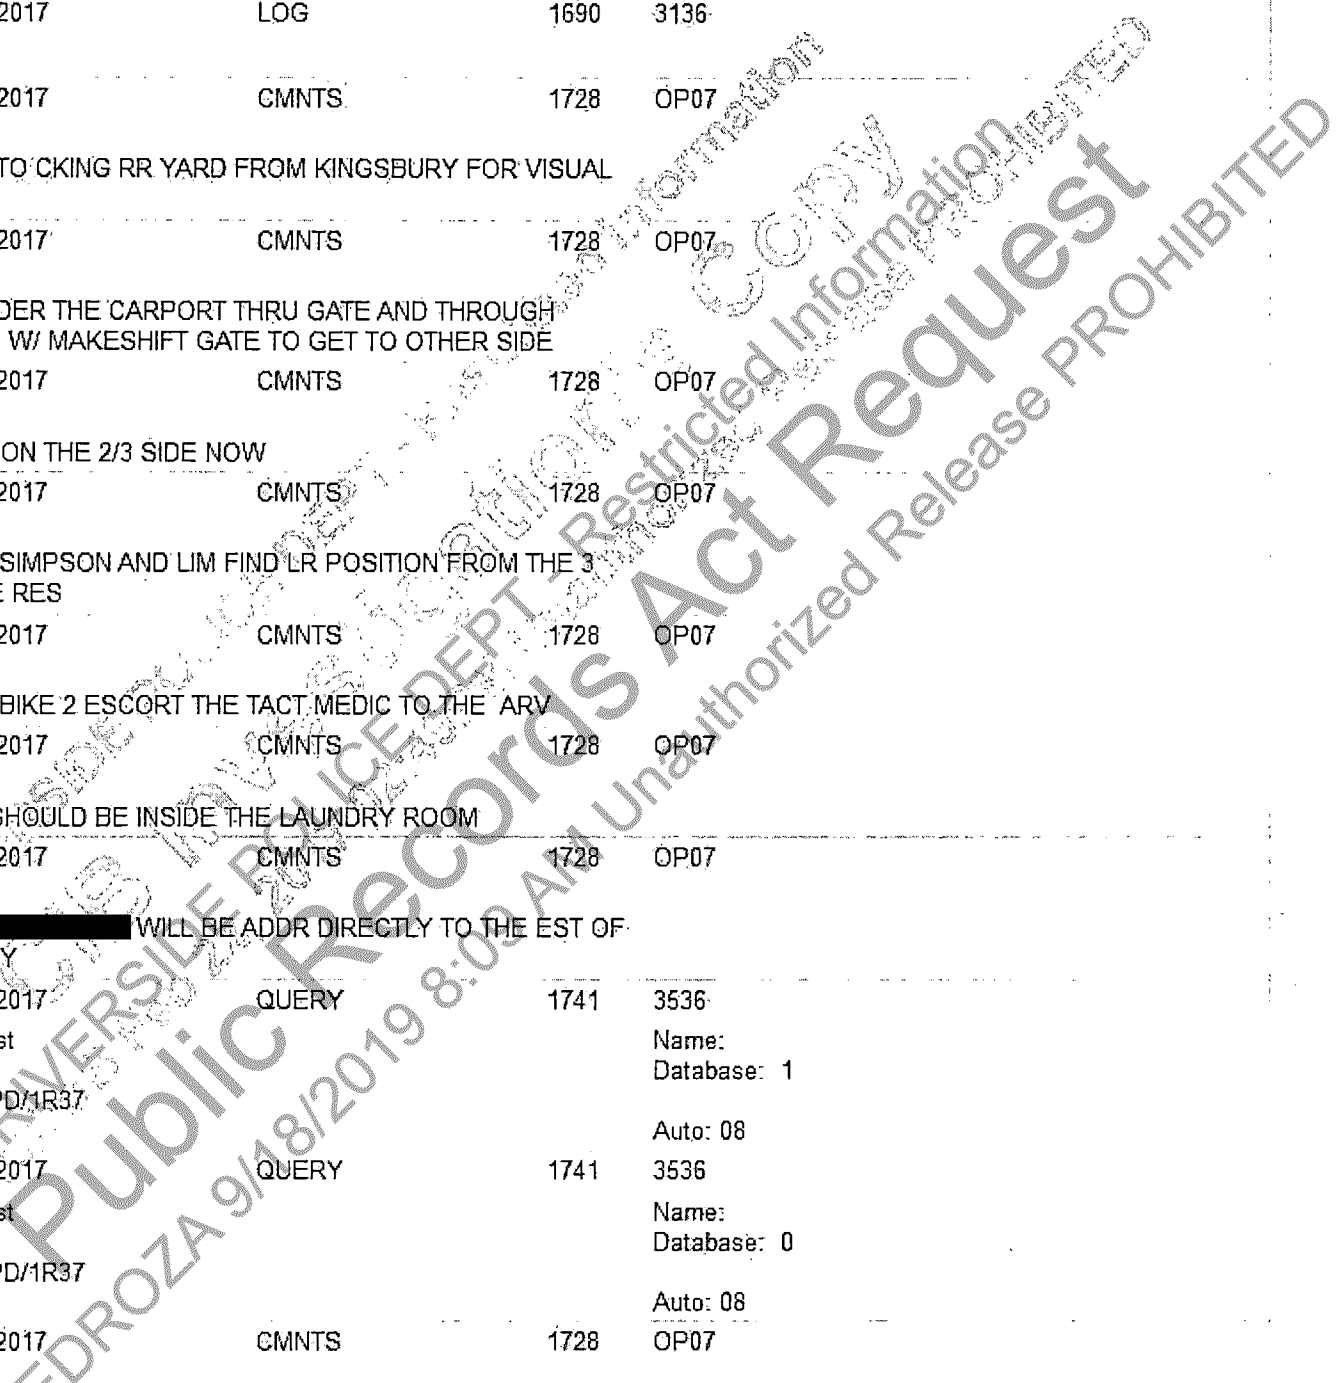 2017 LOG 1690 3136
2017 CMNTS 1728 OP07
TO CKING RR YARD FROM KINGSBURY FOR VISUAL
2017 CMNTS 1728 OP07
DER THE CARPORT THRU GATE AND THROUGH
W/ MAKESHIFT GATE TO GET TO OTHER SIDE
2017 CMNTS 1728 OP07
ON THE 2/3 SIDE NOW
2017 CMNTS 1728 OP07
SIMPSON AND LIM FIND LR POSITION FROM THE 3
E RES
2017 CMNTS 1728 OP07
BIKE 2 ESCORT THE TACT MEDIC TO THE ARV
2017 CMNTS 1728 OP07
SHOULD BE INSIDE THE LAUNDRY ROOM
2017 CMNTS 1728 OP07
WILL BE ADDR DIRECTLY TO THE EST OF
Y
2017 QUERY 1741 3536
st Name:
Database: 1
PD/1R37
Auto: 08
2017 QUERY 1741 3536
st Name:
Database: 0
PD/1R37
Auto: 08
2017 CMNTS 1728 OP07
RIVERSIDE POLICE DEPT - Restricted Information
Public Records Act Request
EDROZA 9/18/2019 8:09 AM Unauthorized Release PROHIBITED